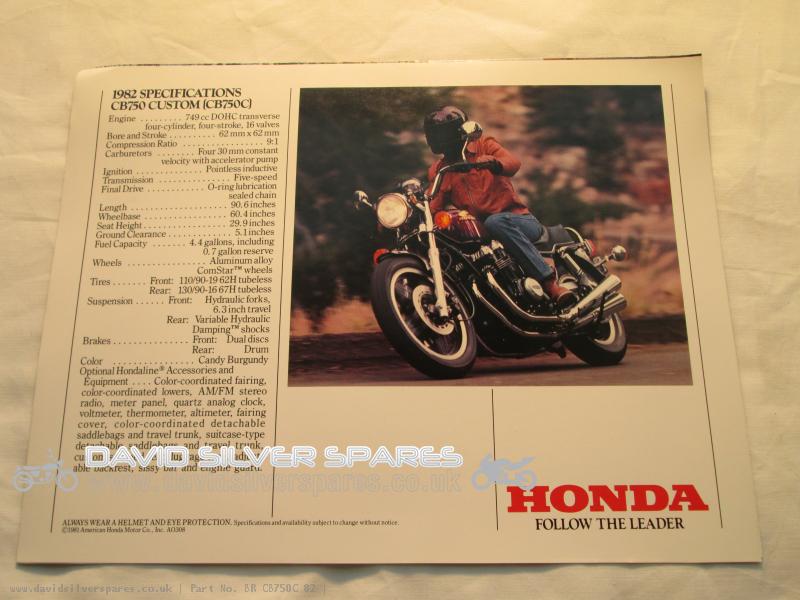 1982 SPECIFICATIONS
CB750 CUSTOM (CB750C)
Engine ......... 749 cc DOHC transverse
four-cylinder, four-stroke, 16 valves
Bore and Stroke ........... 62 mm x 62 mm
Compression Ratio .................. 9:1
Carburetors ......... Four 30 mm constant
velocity with accelerator pump
Ignition .............. Pointless inductive
Transmission ................ Five-speed
Final Drive ............ O-ring lubrication
sealed chain
Length ...................... 90.6 inches
Wheelbase ................... 60.4 inches
Seat Height .................. 29.9 inches
Ground Clearance ............. 5.1 inches
Fuel Capacity ....... 4.4 gallons, including
0.7 gallon reserve
Wheels ................ Aluminum alloy
ComStar™ wheels
Tires ....... Front: 110/90-19 62H tubeless
Rear: 130/90-16 67H tubeless
Suspension ...... Front: Hydraulic forks,
6.3 inch travel
Rear: Variable Hydraulic
Damping™ shocks
Brakes ............... Front: Dual discs
Rear: Drum
Color ................ Candy Burgundy
Optional Hondaline® Accessories and
Equipment .... Color-coordinated fairing,
color-coordinated lowers, AM/FM stereo
radio, meter panel, quartz analog clock,
voltmeter, thermometer, altimeter, fairing
cover, color-coordinated detachable
saddlebags and travel trunk, suitcase-type
detachable saddlebags and travel trunk,
able backrest, sissy bar and engine guard.
DAVID SILVER SPARES
www.davidsilverspares.co.uk
HONDA
FOLLOW THE LEADER
ALWAYS WEAR A HELMET AND EYE PROTECTION. Specifications and availability subject to change without notice.
©1981 American Honda Motor Co., Inc. A0308
www.davidsilverspares.co.uk | Part No. BR CB750C 82 |